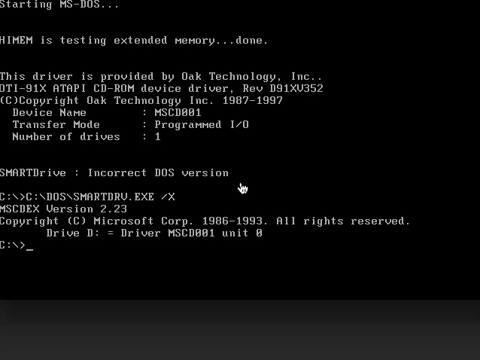 Starting MS-DOS...
HIMEM is testing extended memory...done.
This driver is provided by Oak Technology, Inc..
OTI-91X ATAPI CD-ROM device driver, Rev D91XV352
(C)Copyright Oak Technology Inc. 1987-1997
Device Name : MSCD001
Transfer Mode : Programmed I/O
Number of drives : 1
SMARTDrive : Incorrect DOS version
C:\>C:\DOS\SMARTDRV.EXE /X
MSCDEX Version 2.23
Copyright (C) Microsoft Corp. 1986-1993. All rights reserved.
Drive D: = Driver MSCD001 unit 0
C:\>_